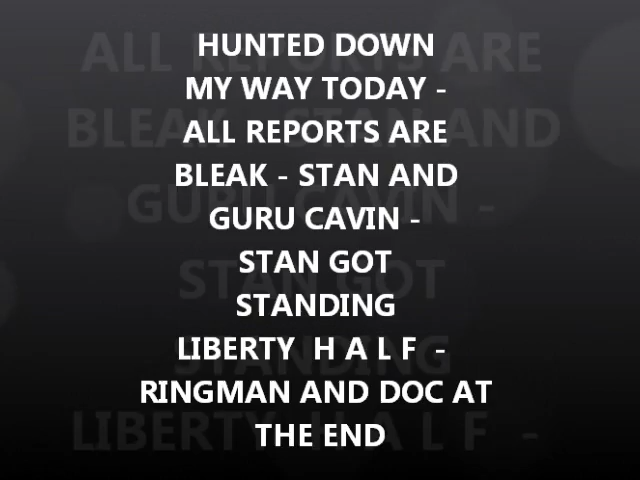 HUNTED DOWN
MY WAY TODAY -
ALL REPORTS ARE
BLEAK - STAN AND
GURU CAVIN -
STAN GOT
STANDING
LIBERTY  H A L F  -
RINGMAN AND DOC AT
THE END